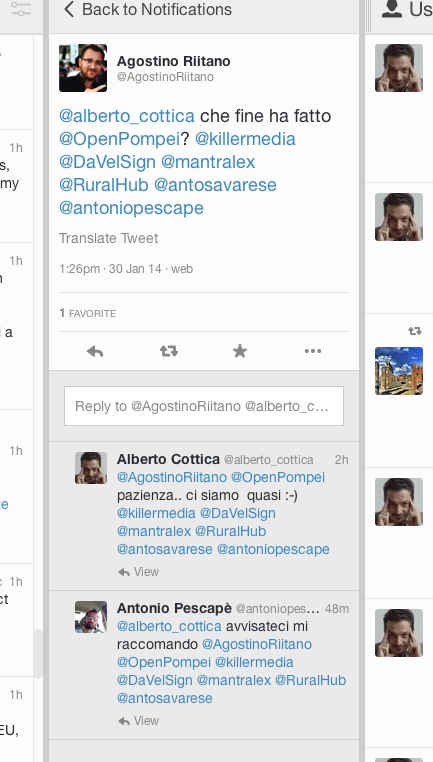 Back to Notifications
Us
Agostino Riitano
@AgostinoRiitano
@alberto_cottica che fine ha fatto
@OpenPompei? @killermedia
@DaVelSign @mantralex
@RuralHub @antosavarese
@antoniopescape
Translate Tweet
1:26pm · 30 Jan 14 · web
1 FAVORITE
Reply to @AgostinoRiitano @alberto_c...
Alberto Cottica @alberto_cottica 2h
@AgostinoRiitano @OpenPompei
pazienza.. ci siamo quasi :-)
@killermedia @DaVelSign
@mantralex @RuralHub
@antosavarese @antoniopescape
View
Antonio Pescapè @antoniopes... 48m
@alberto_cottica avvisateci mi
raccomando @AgostinoRiitano
@OpenPompei @killermedia
@DaVelSign @mantralex @RuralHub
@antosavarese
View
1h
s,
my
1h
i a
1h
1h
ct
1h
EU,